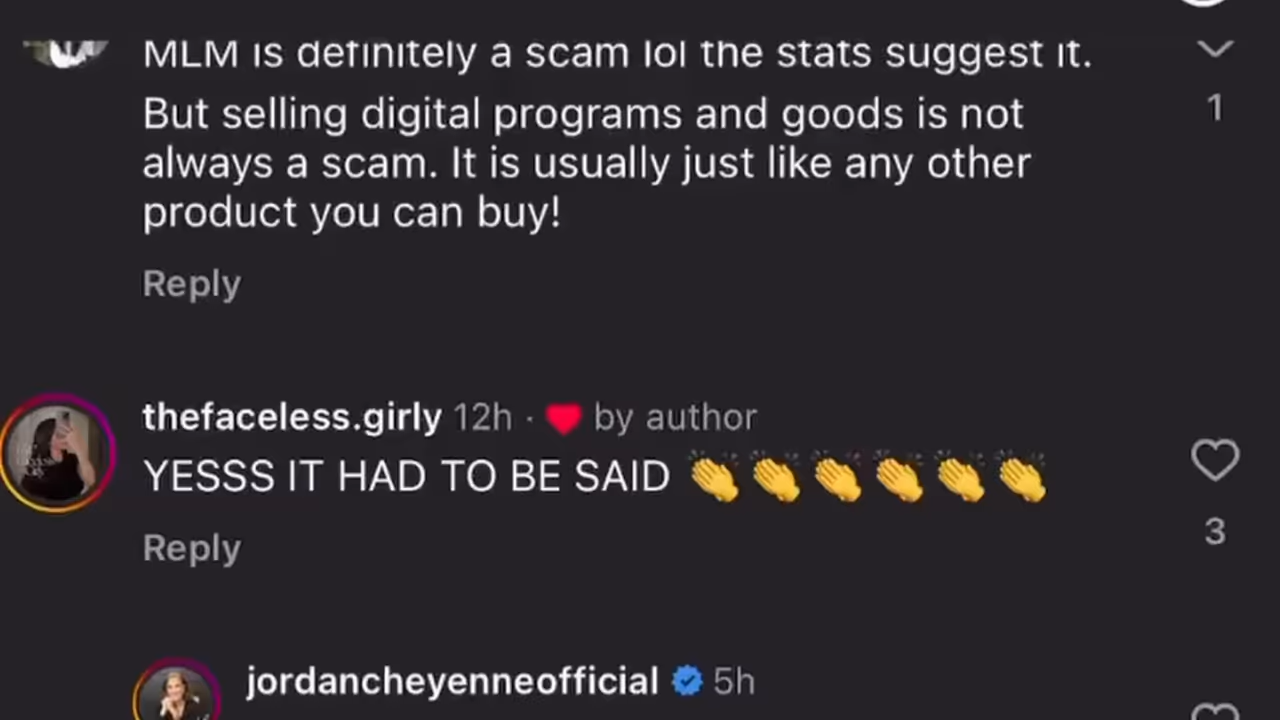 MLM is definitely a scam lol the stats suggest it.
1
But selling digital programs and goods is not
always a scam. It is usually just like any other
product you can buy!
Reply
thefaceless.girly 12h · ❤️ by author
YESSS IT HAD TO BE SAID 👏👏👏👏👏👏
3
Reply
jordancheyenneofficial 5h